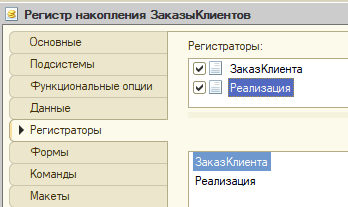 Регистр накопления ЗаказыКлиентов
Основные
Подсистемы
Функциональные опции
Данные
Регистраторы
Формы
Команды
Макеты
Регистраторы:
ЗаказКлиента
Реализация
ЗаказКлиента
Реализация